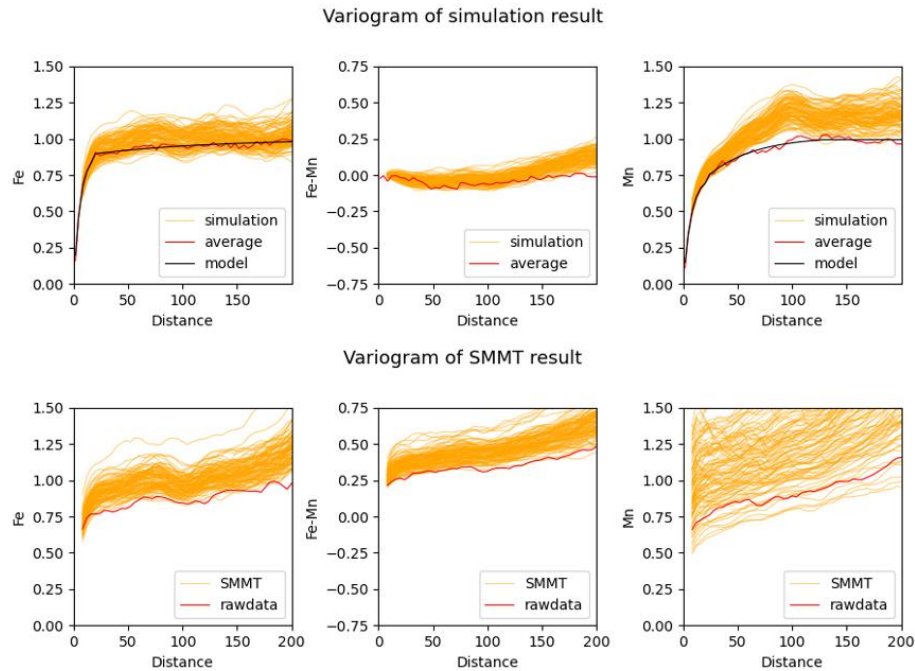 Variogram of simulation result
1.50
1.25
1.00
0.75
0.50
0.25
0.00
Fe
0 50 100 150
Distance
simulation
average
model
0.75
0.50
0.25
0.00
−0.25
−0.50
−0.75
Fe-Mn
0 50 100 150 200
Distance
simulation
average
1.50
1.25
1.00
0.75
0.50
0.25
0.00
Mn
0 50 100 150
Distance
simulation
average
model
Variogram of SMMT result
1.50
1.25
1.00
0.75
0.50
0.25
0.00
Fe
0 50 100 150 200
Distance
SMMT
rawdata
0.75
0.50
0.25
0.00
−0.25
−0.50
−0.75
Fe-Mn
0 50 100 150 200
Distance
SMMT
rawdata
1.50
1.25
1.00
0.75
0.50
0.25
0.00
Mn
0 50 100 150 200
Distance
SMMT
rawdata